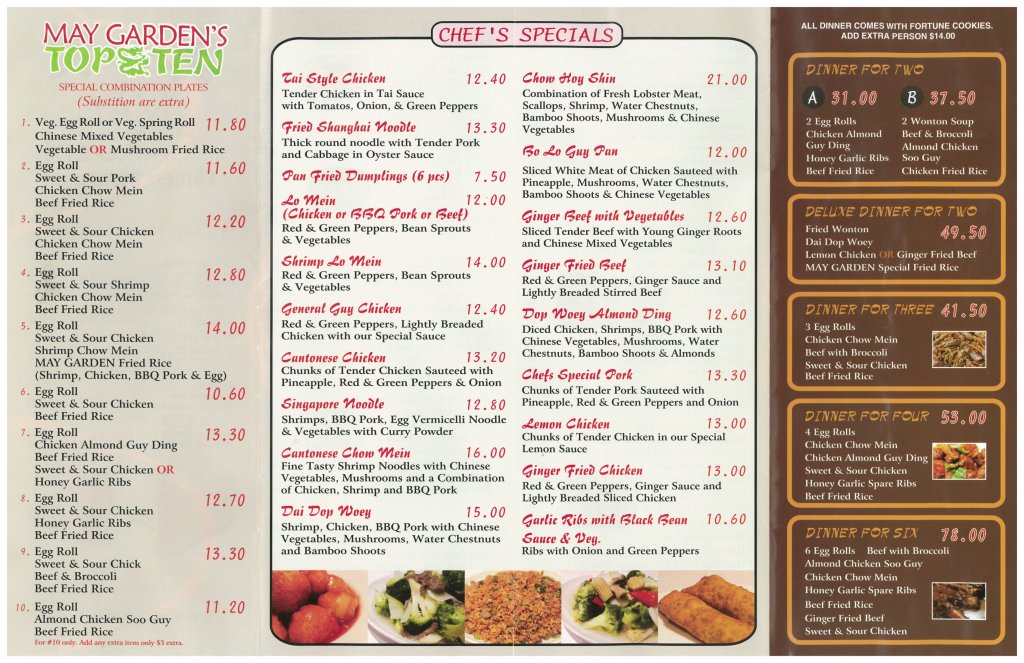 MAY GARDEN'S
TOP TEN
SPECIAL COMBINATION PLATES
(Substition are extra)
1. Veg. Egg Roll or Veg. Spring Roll 11.80
Chinese Mixed Vegetables
Vegetable OR Mushroom Fried Rice
2. Egg Roll 11.60
Sweet & Sour Pork
Chicken Chow Mein
Beef Fried Rice
3. Egg Roll 12.20
Sweet & Sour Chicken
Chicken Chow Mein
Beef Fried Rice
4. Egg Roll 12.80
Sweet & Sour Shrimp
Chicken Chow Mein
Beef Fried Rice
5. Egg Roll 14.00
Sweet & Sour Chicken
Shrimp Chow Mein
MAY GARDEN Fried Rice
(Shrimp, Chicken, BBQ Pork & Egg)
6. Egg Roll 10.60
Sweet & Sour Chicken
Beef Fried Rice
7. Egg Roll 13.30
Chicken Almond Guy Ding
Beef Fried Rice
Sweet & Sour Chicken OR
Honey Garlic Ribs
8. Egg Roll 12.70
Sweet & Sour Chicken
Honey Garlic Ribs
Beef Fried Rice
9. Egg Roll 13.30
Sweet & Sour Chick
Beef & Broccoli
Beef Fried Rice
10. Egg Roll 11.20
Almond Chicken Soo Guy
Beef Fried Rice
For #10 only. Add any extra item only $3 extra.
CHEF'S SPECIALS
Tai Style Chicken 12.40
Tender Chicken in Tai Sauce
with Tomatos, Onion, & Green Peppers
Fried Shanghai Noodle 13.30
Thick round noodle with Tender Pork
and Cabbage in Oyster Sauce
Pan Fried Dumplings (6 pcs) 7.50
Lo Mein 12.00
(Chicken or BBQ Pork or Beef)
Red & Green Peppers, Bean Sprouts
& Vegetables
Shrimp Lo Mein 14.00
Red & Green Peppers, Bean Sprouts
& Vegetables
General Guy Chicken 12.40
Red & Green Peppers, Lightly Breaded
Chicken with our Special Sauce
Cantonese Chicken 13.20
Chunks of Tender Chicken Sauteed with
Pineapple, Red & Green Peppers & Onion
Singapore Noodle 12.80
Shrimps, BBQ Pork, Egg Vermicelli Noodle
& Vegetables with Curry Powder
Cantonese Chow Mein 16.00
Fine Tasty Shrimp Noodles with Chinese
Vegetables, Mushrooms and a Combination
of Chicken, Shrimp and BBQ Pork
Dai Dop Woey 15.00
Shrimp, Chicken, BBQ Pork with Chinese
Vegetables, Mushrooms, Water Chestnuts
and Bamboo Shoots
Chow Hoy Shin 21.00
Combination of Fresh Lobster Meat,
Scallops, Shrimp, Water Chestnuts,
Bamboo Shoots, Mushrooms & Chinese
Vegetables
Bo Lo Guy Pan 12.00
Sliced White Meat of Chicken Sauteed with
Pineapple, Mushrooms, Water Chestnuts,
Bamboo Shoots & Chinese Vegetables
Ginger Beef with Vegetables 12.60
Sliced Tender Beef with Young Ginger Roots
and Chinese Mixed Vegetables
Ginger Fried Beef 13.10
Red & Green Peppers, Ginger Sauce and
Lightly Breaded Stirred Beef
Dop Woey Almond Ding 12.60
Diced Chicken, Shrimps, BBQ Pork with
Chinese Vegetables, Mushrooms, Water
Chestnuts, Bamboo Shoots & Almonds
Chefs Special Pork 13.30
Chunks of Tender Pork Sauteed with
Pineapple, Red & Green Peppers and Onion
Lemon Chicken 13.00
Chunks of Tender Chicken in our Special
Lemon Sauce
Ginger Fried Chicken 13.00
Red & Green Peppers, Ginger Sauce and
Lightly Breaded Sliced Chicken
Garlic Ribs with Black Bean 10.60
Sauce & Veg.
Ribs with Onion and Green Peppers
ALL DINNER COMES WITH FORTUNE COOKIES.
ADD EXTRA PERSON $14.00
DINNER FOR TWO
A 31.00
2 Egg Rolls
Chicken Almond
Guy Ding
Honey Garlic Ribs
Beef Fried Rice
B 37.50
2 Wonton Soup
Beef & Broccoli
Almond Chicken
Soo Guy
Chicken Fried Rice
DELUXE DINNER FOR TWO
Fried Wonton 49.50
Dai Dop Woey
Lemon Chicken OR Ginger Fried Beef
MAY GARDEN Special Fried Rice
DINNER FOR THREE 41.50
3 Egg Rolls
Chicken Chow Mein
Beef with Broccoli
Sweet & Sour Chicken
Beef Fried Rice
DINNER FOR FOUR 53.00
4 Egg Rolls
Chicken Chow Mein
Chicken Almond Guy Ding
Sweet & Sour Chicken
Honey Garlic Spare Ribs
Beef Fried Rice
DINNER FOR SIX 78.00
6 Egg Rolls Beef with Broccoli
Almond Chicken Soo Guy
Chicken Chow Mein
Honey Garlic Spare Ribs
Beef Fried Rice
Ginger Fried Beef
Sweet & Sour Chicken